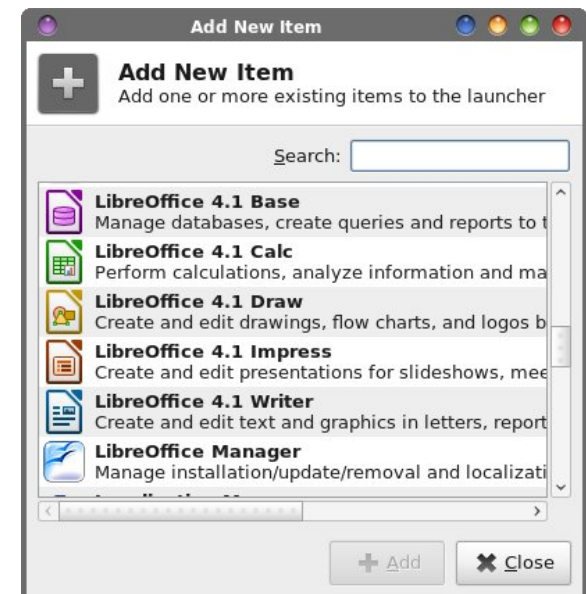 Add New Item
Add New Item
Add one or more existing items to the launcher
Search:
LibreOffice 4.1 Base
Manage databases, create queries and reports to t
LibreOffice 4.1 Calc
Perform calculations, analyze information and ma
LibreOffice 4.1 Draw
Create and edit drawings, flow charts, and logos b
LibreOffice 4.1 Impress
Create and edit presentations for slideshows, mee
LibreOffice 4.1 Writer
Create and edit text and graphics in letters, report
LibreOffice Manager
Manage installation/update/removal and localizati
Add
Close